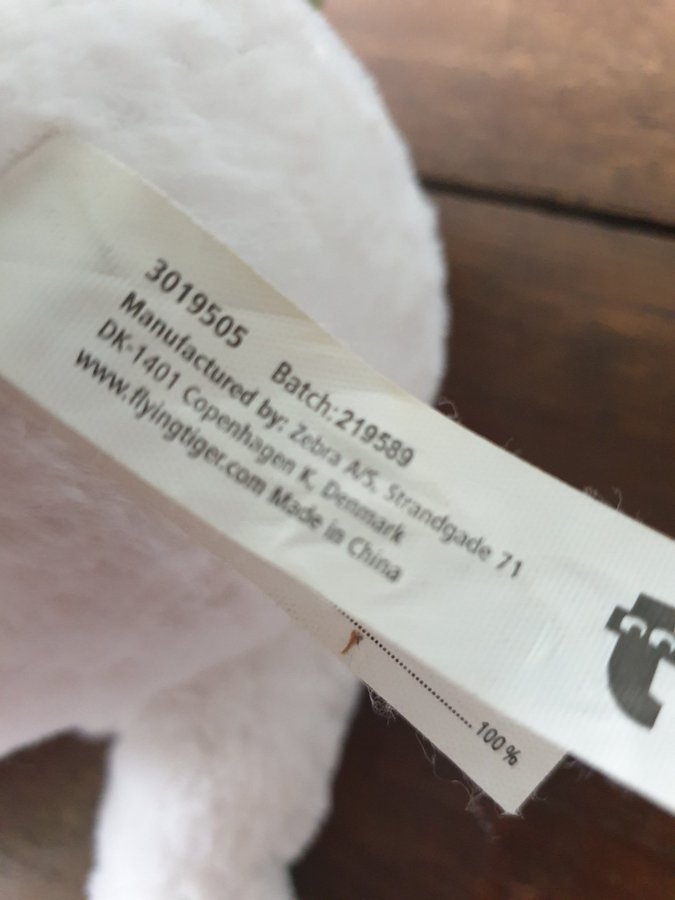 3019505 Batch:219589
Manufactured by: Zebra A/S, Strandgade 71
DK-1401 Copenhagen K, Denmark
www.flyingtiger.com Made in China
100%